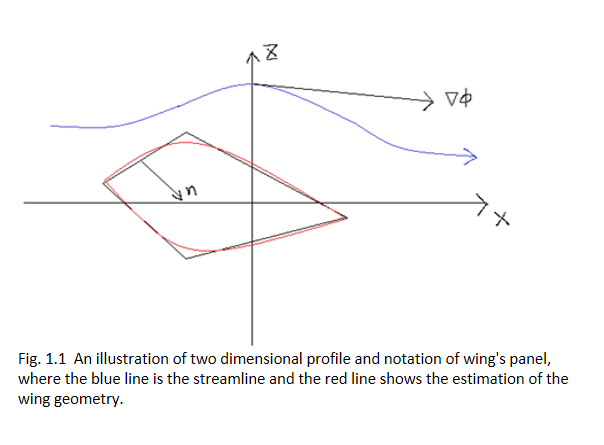 Z
∇ϕ
n
x
Fig. 1.1 An illustration of two dimensional profile and notation of wing's panel,
where the blue line is the streamline and the red line shows the estimation of the
wing geometry.